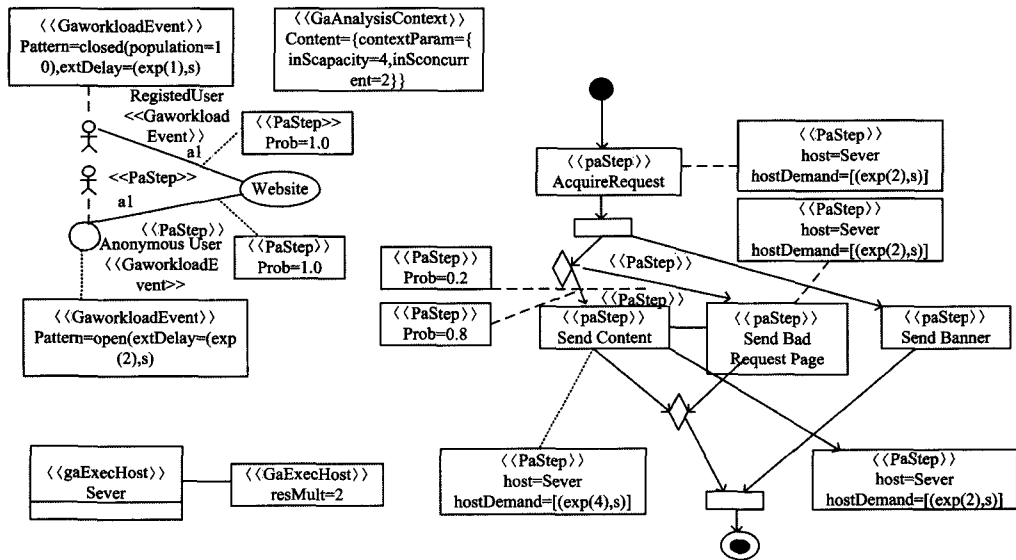 《GaworkloadEvent》
Pattern=closed(population=1
0),extDelay=(exp(1),s)
《GaAnalysisContext》
Content={contextParam={
inScapacity=4,inSconcurr
ent=2}}
RegistedUser
<<Gaworkload
Event》
a1
《PaStep>>
Prob=1.0
<<PaStep>>
a1
Website
《PaStep》
Anonymous User
<<GaworkloadE
vent>>
《PaStep》
Prob=1.0
《GaworkloadEvent》
Pattern=open(extDelay=(exp
(2),s)
《gaExecHost》
Sever
《GaExecHost》
resMult=2
《paStep》
AcquireRequest
《PaStep》
host=Sever
hostDemand=[(exp(2),s)]
《PaStep》
host=Sever
hostDemand=[(exp(2),s)]
《PaStep》
Prob=0.2
《PaStep》
《PaStep》
Prob=0.8
《PaStep》
《paStep》
Send Content
《paStep》
Send Bad
Request Page
《paStep》
Send Banner
《PaStep》
host=Sever
hostDemand=[(exp(4),s)]
《PaStep》
host=Sever
hostDemand=[(exp(2),s)]